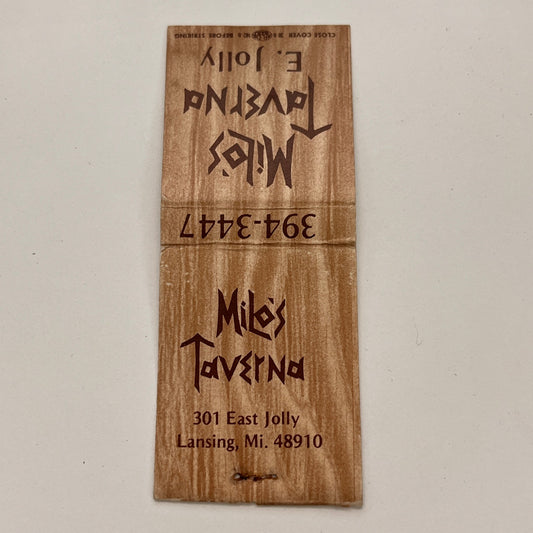 CLOSE COVER BEFORE STRIKING
E. Jolly
Milo's
Taverna
394-3447
Milo's
Taverna
301 East Jolly
Lansing, Mi. 48910